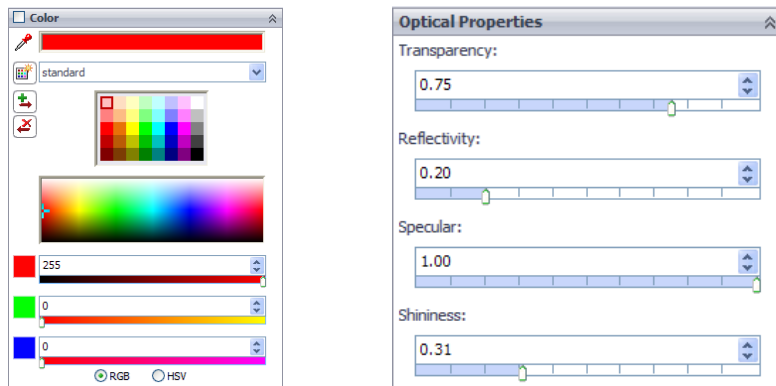 Color
standard
255
0
0
RGB HSV
Optical Properties
Transparency:
0.75
Reflectivity:
0.20
Specular:
1.00
Shininess:
0.31